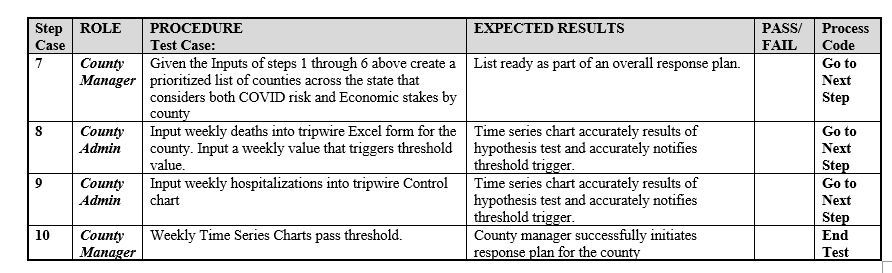 Step ROLE PROCEDURE EXPECTED RESULTS PASS/ Process
Case Test Case: FAIL Code
7 County Given the Inputs of steps 1 through 6 above create a List ready as part of an overall response plan. Go to
Manager prioritized list of counties across the state that Next
considers both COVID risk and Economic stakes by Step
county
8 County Input weekly deaths into tripwire Excel form for the Time series chart accurately results of Go to
Admin county. Input a weekly value that triggers threshold hypothesis test and accurately notifies Next
value. threshold trigger. Step
9 County Input weekly hospitalizations into tripwire Control Time series chart accurately results of Go to
Admin chart hypothesis test and accurately notifies Next
threshold trigger. Step
10 County Weekly Time Series Charts pass threshold. County manager successfully initiates End
Manager response plan for the county Test